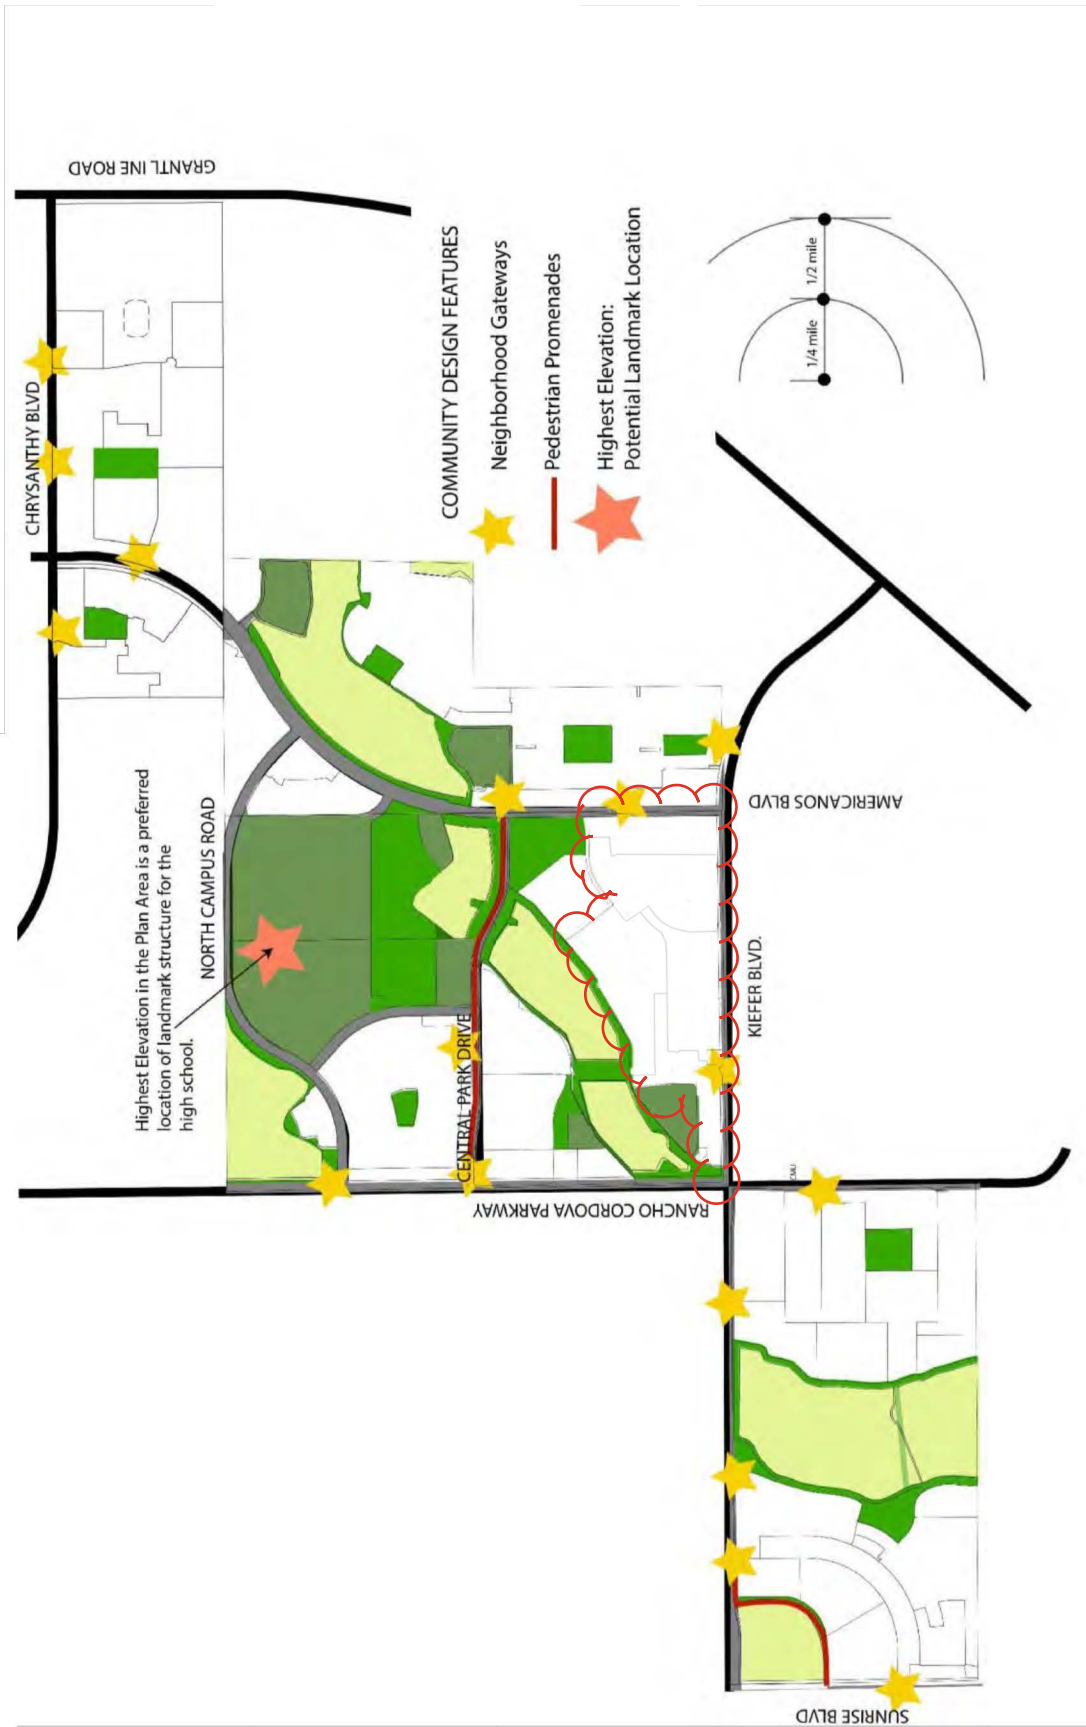 GRANTLINE ROAD
CHRYSANTHY BLVD
COMMUNITY DESIGN FEATURES
Neighborhood Gateways
Pedestrian Promenades
Highest Elevation:
Potential Landmark Location
1/4 mile
1/2 mile
Highest Elevation in the Plan Area is a preferred
location of landmark structure for the
high school.
NORTH CAMPUS ROAD
AMERICANOS BLVD
KIEFER BLVD.
CENTRAL PARK DRIVE
RANCHO CORDOVA PARKWAY
SUNRISE BLVD